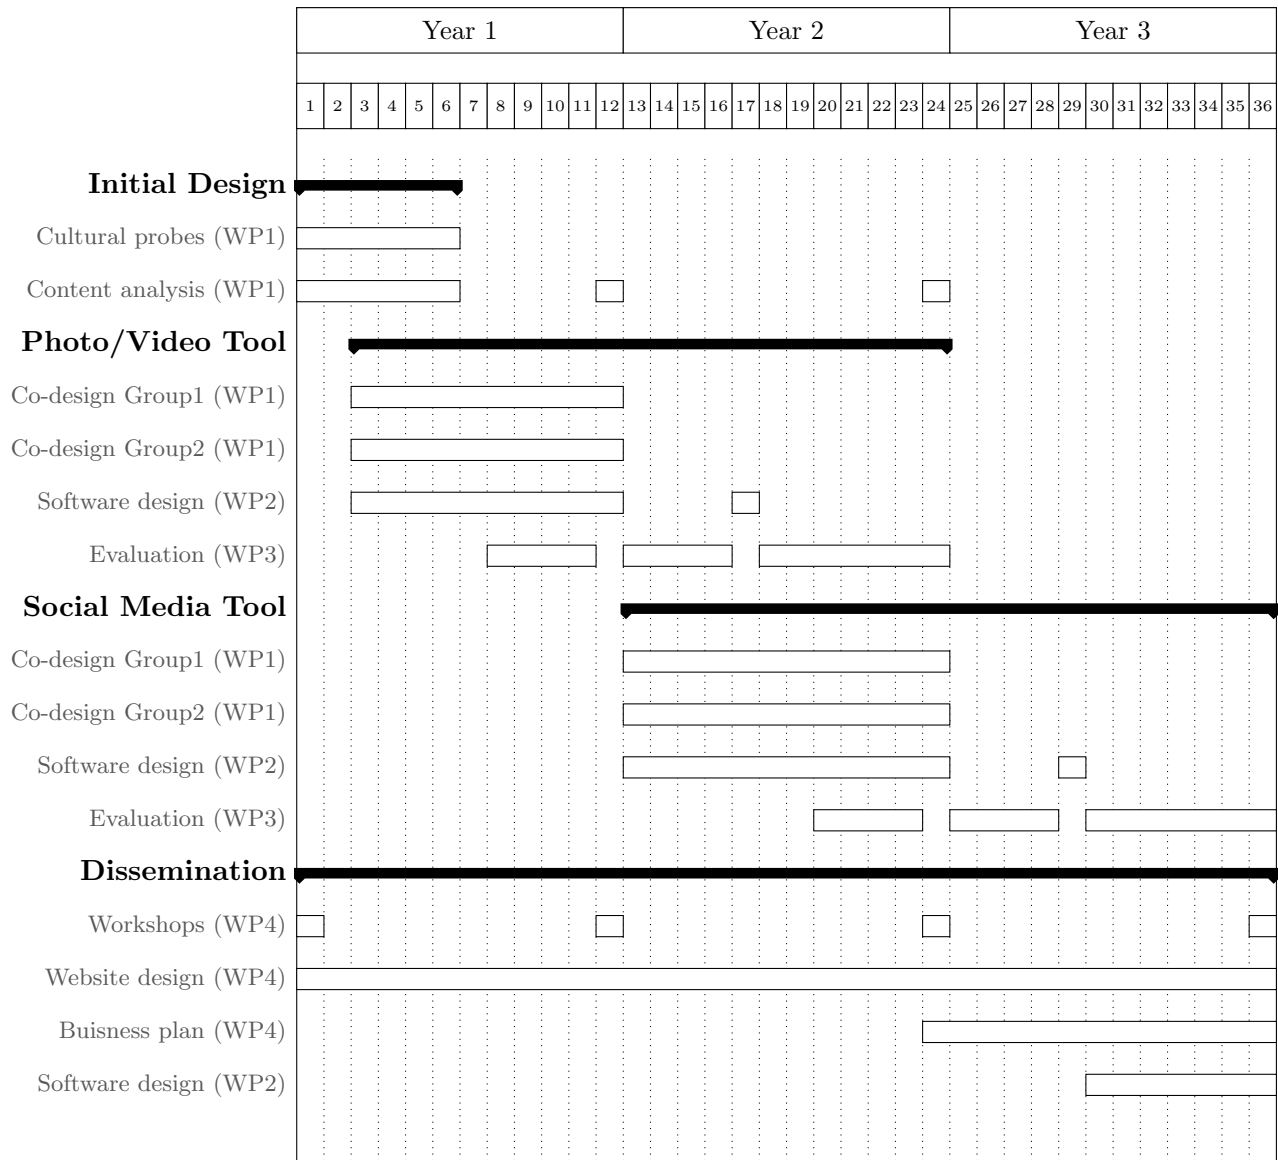 Year 1 Year 2 Year 3
1 2 3 4 5 6 7 8 9 10 11 12 13 14 15 16 17 18 19 20 21 22 23 24 25 26 27 28 29 30 31 32 33 34 35 36
Initial Design
Cultural probes (WP1)
Content analysis (WP1)
Photo/Video Tool
Co-design Group1 (WP1)
Co-design Group2 (WP1)
Software design (WP2)
Evaluation (WP3)
Social Media Tool
Co-design Group1 (WP1)
Co-design Group2 (WP1)
Software design (WP2)
Evaluation (WP3)
Dissemination
Workshops (WP4)
Website design (WP4)
Buisness plan (WP4)
Software design (WP2)